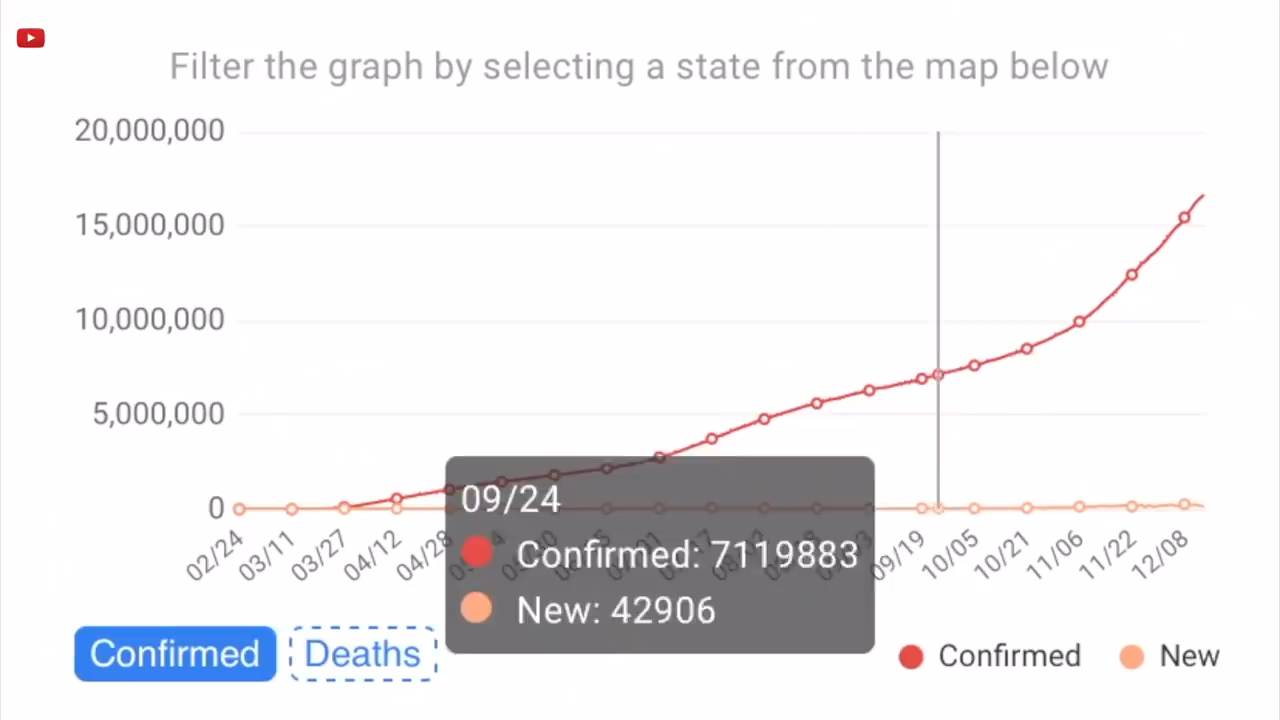 Filter the graph by selecting a state from the map below
20,000,000
15,000,000
10,000,000
5,000,000
0
02/24 03/11 03/27 04/12 04/28 09/19 10/05 10/21 11/06 11/22 12/08
09/24
Confirmed: 7119883
New: 42906
Confirmed Deaths Confirmed New